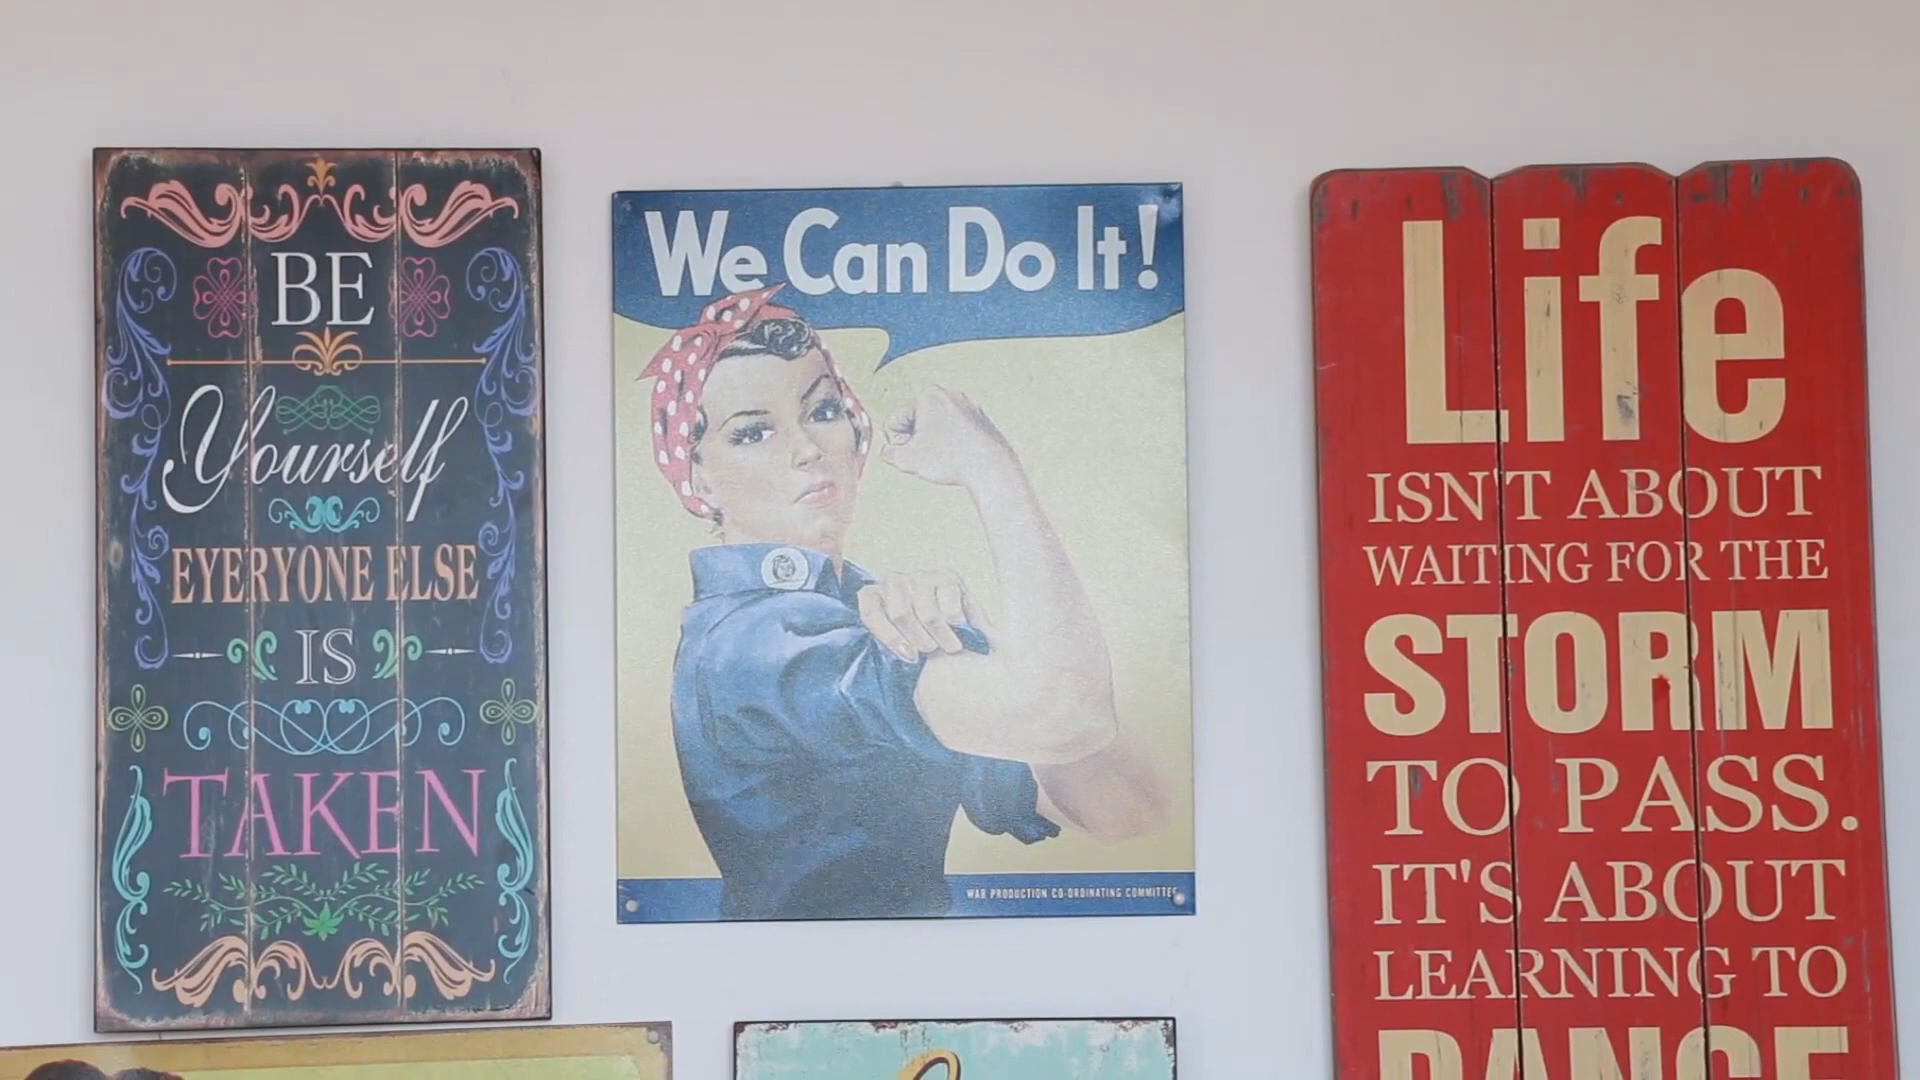 BE
Yourself
EYERYONE ELSE
IS
TAKEN
We Can Do It!
WAR PRODUCTION CO-ORDINATING COMMITTEE
Life
ISN'T ABOUT
WAITING FOR THE
STORM
TO PASS.
IT'S ABOUT
LEARNING TO
DANCE